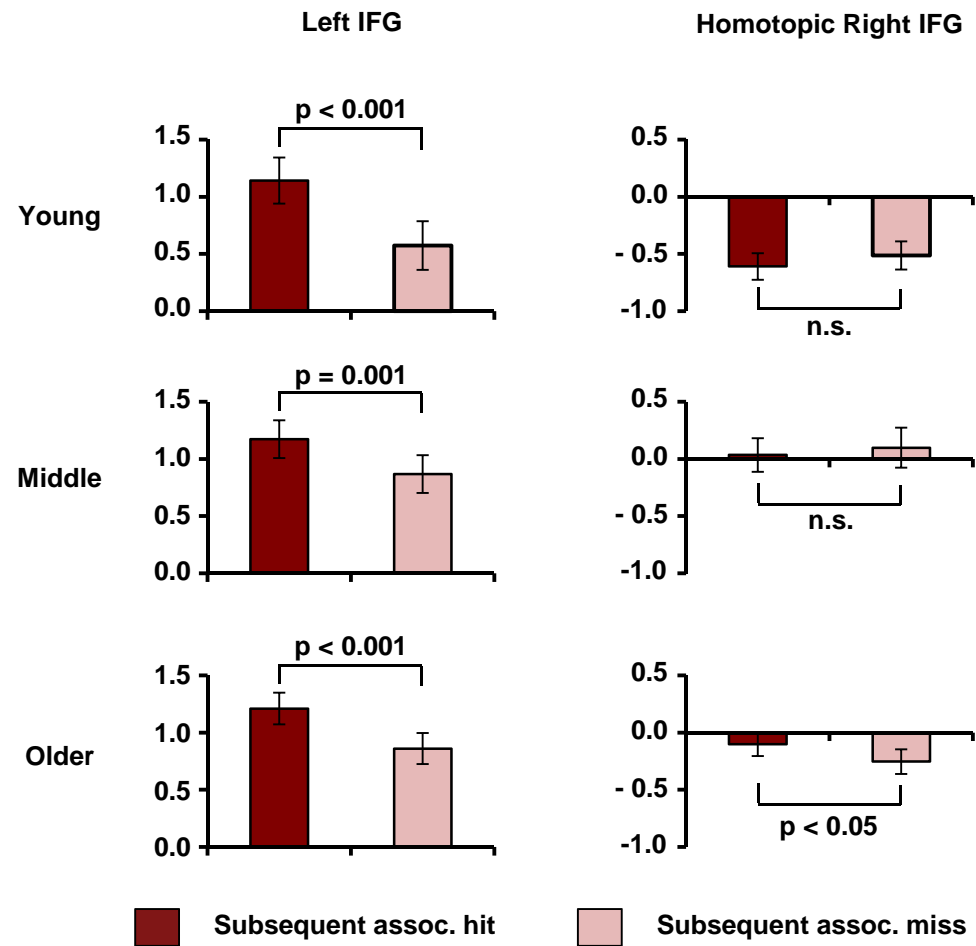 Left IFG    Homotopic Right IFG
Young
p < 0.001
1.5
1.0
0.5
0.0
0.5
0.0
- 0.5
-1.0
n.s.
Middle
p = 0.001
1.5
1.0
0.5
0.0
0.5
0.0
- 0.5
-1.0
n.s.
Older
p < 0.001
1.5
1.0
0.5
0.0
0.5
0.0
- 0.5
-1.0
p < 0.05
Subsequent assoc. hit    Subsequent assoc. miss